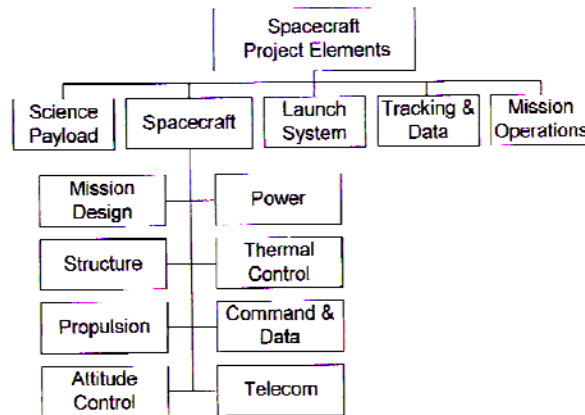 Spacecraft
Project Elements
Science
Payload
Spacecraft
Launch
System
Tracking &
Data
Mission
Operations
Mission
Design
Power
Structure
Thermal
Control
Propulsion
Command &
Data
Attitude
Control
Telecom